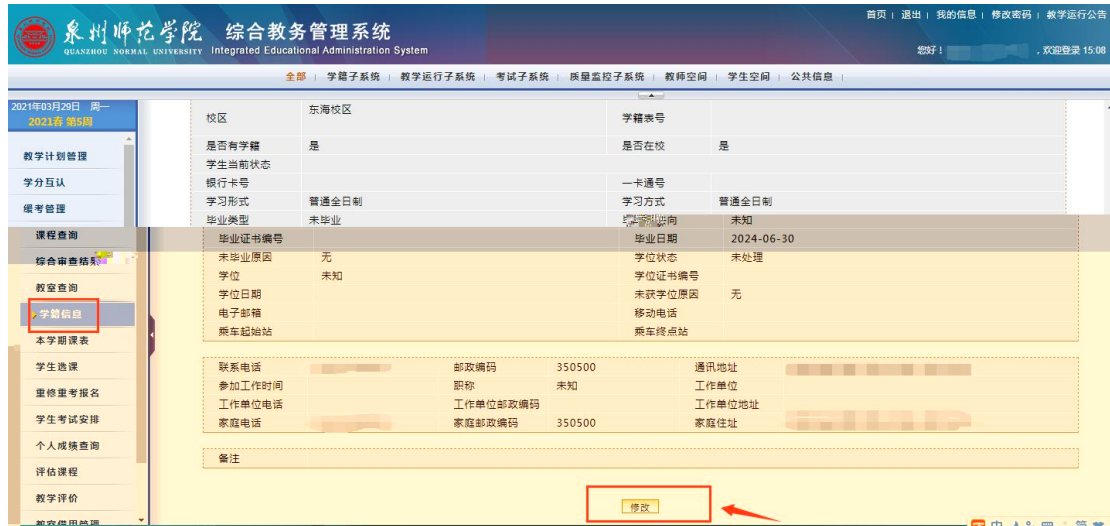 首页 | 退出 | 我的信息 | 修改密码 | 教学运行公告
泉州师范学院 综合教务管理系统
QUANZHOU NORMAL UNIVERSITY Integrated Educational Administration System
您好！ ，欢迎登录 15:08
全部 | 学籍子系统 | 教学运行子系统 | 考试子系统 | 质量监控子系统 | 教师空间 | 学生空间 | 公共信息 |
2021年03月29日 周一
2021春 第5周
教学计划管理
学分互认
缓考管理
课程查询
综合审查结果
教室查询
学籍信息
本学期课表
学生选课
重修重考报名
学生考试安排
个人成绩查询
评估课程
教学评价
教室借用管理
校区 东海校区 学籍表号
是否有学籍 是 是否在校 是
学生当前状态
银行卡号 一卡通号
学习形式 普通全日制 学习方式 普通全日制
毕业类型 未毕业 向 未知
毕业证书编号 毕业日期 2024-06-30
未毕业原因 无 学位状态 未处理
学位 未知 学位证书编号
学位日期 未获学位原因 无
电子邮箱 移动电话
乘车起始站 乘车终点站
联系电话 邮政编码 350500 通讯地址
参加工作时间 职称 未知 工作单位
工作单位电话 工作单位邮政编码 工作单位地址
家庭电话 家庭邮政编码 350500 家庭住址
备注
修改
中 简